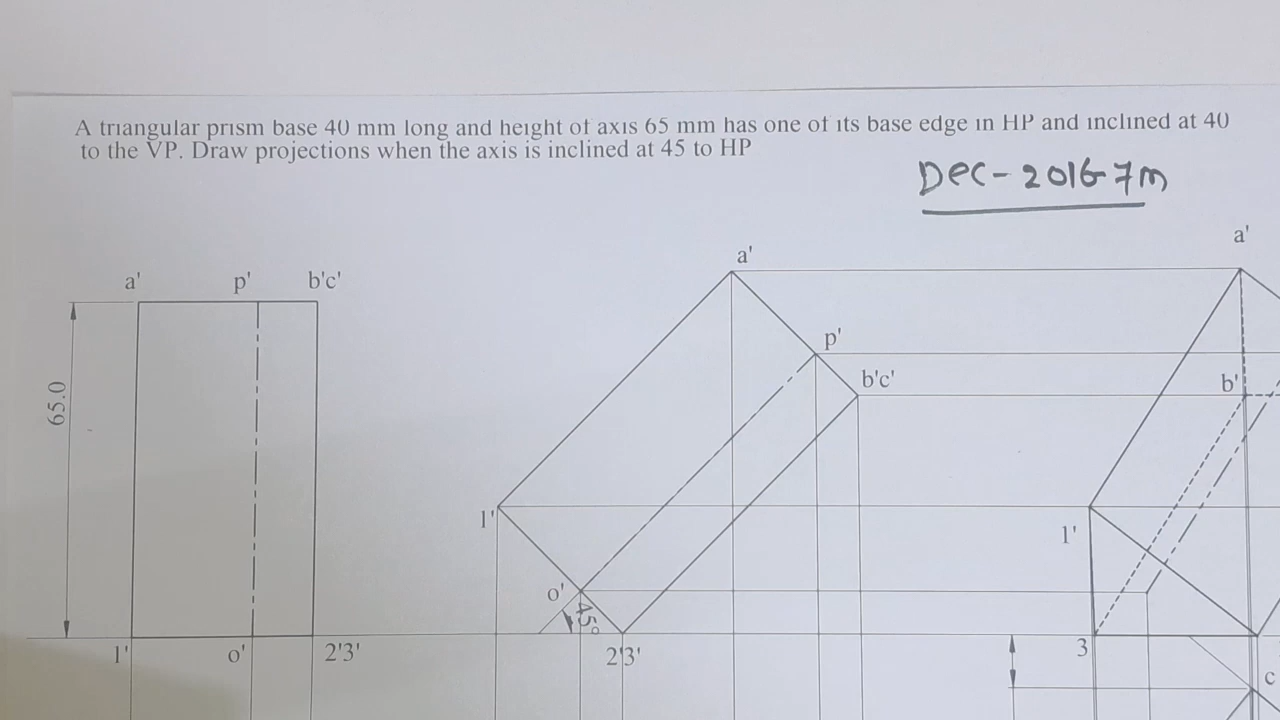 A triangular prism base 40 mm long and height of axis 65 mm has one of its base edge in HP and inclined at 40
to the VP. Draw projections when the axis is inclined at 45 to HP
Dec-2016-7m
a' p' b'c'
65.0
1' o' 2'3'
a'
p'
b'c'
1'
o'
45°
2'3'
a'
b'
1'
3
c